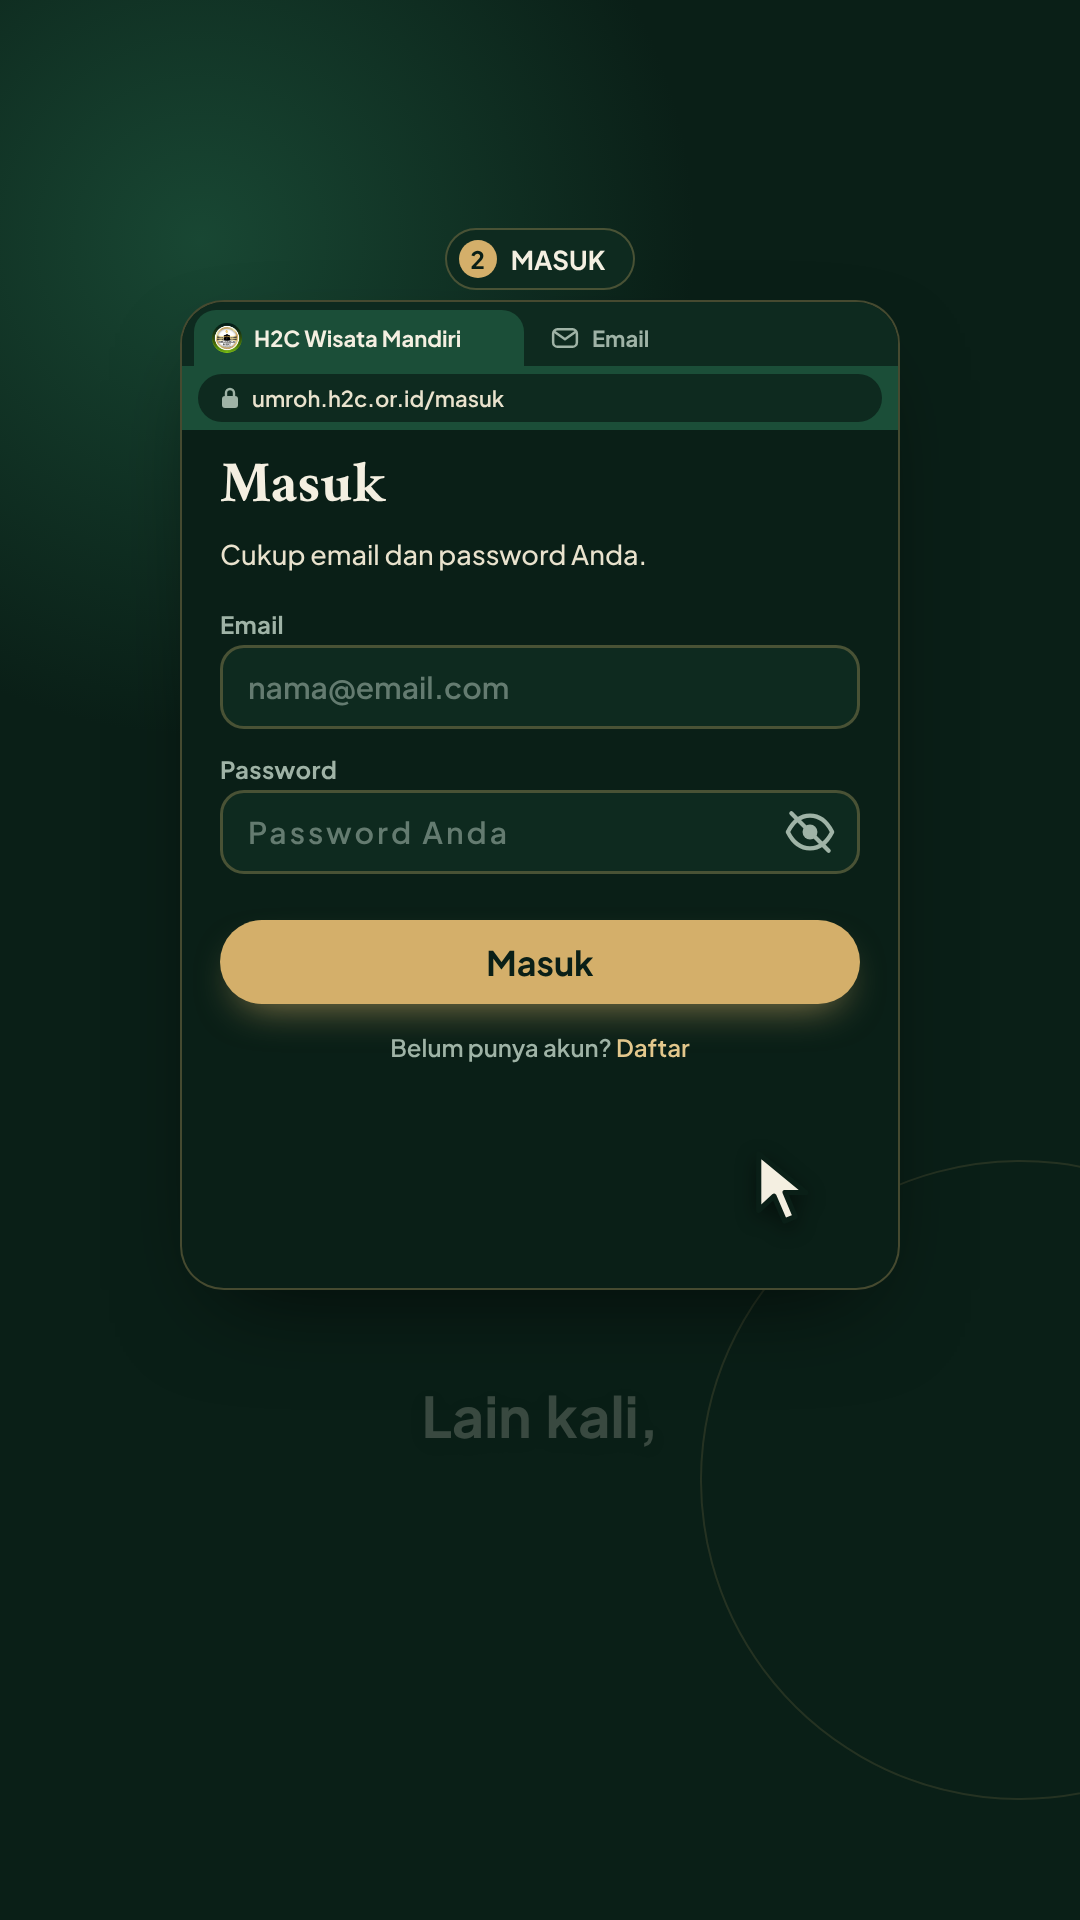 2 MASUK
H2C Wisata Mandiri
Email
umroh.h2c.or.id/masuk
Masuk
Cukup email dan password Anda.
Email
nama@email.com
Password
Password Anda
Masuk
Belum punya akun? Daftar
Lain kali,